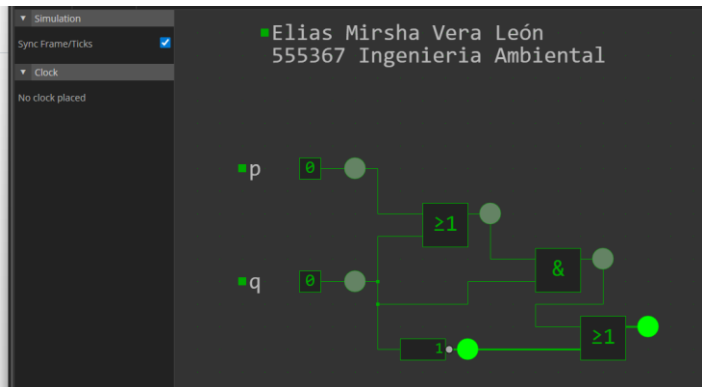 ▼ Simulation
Sync Frame/Ticks
▼ Clock
No clock placed
Elias Mirsha Vera León
555367 Ingenieria Ambiental
p
0
≥1
q
0
&
1
≥1